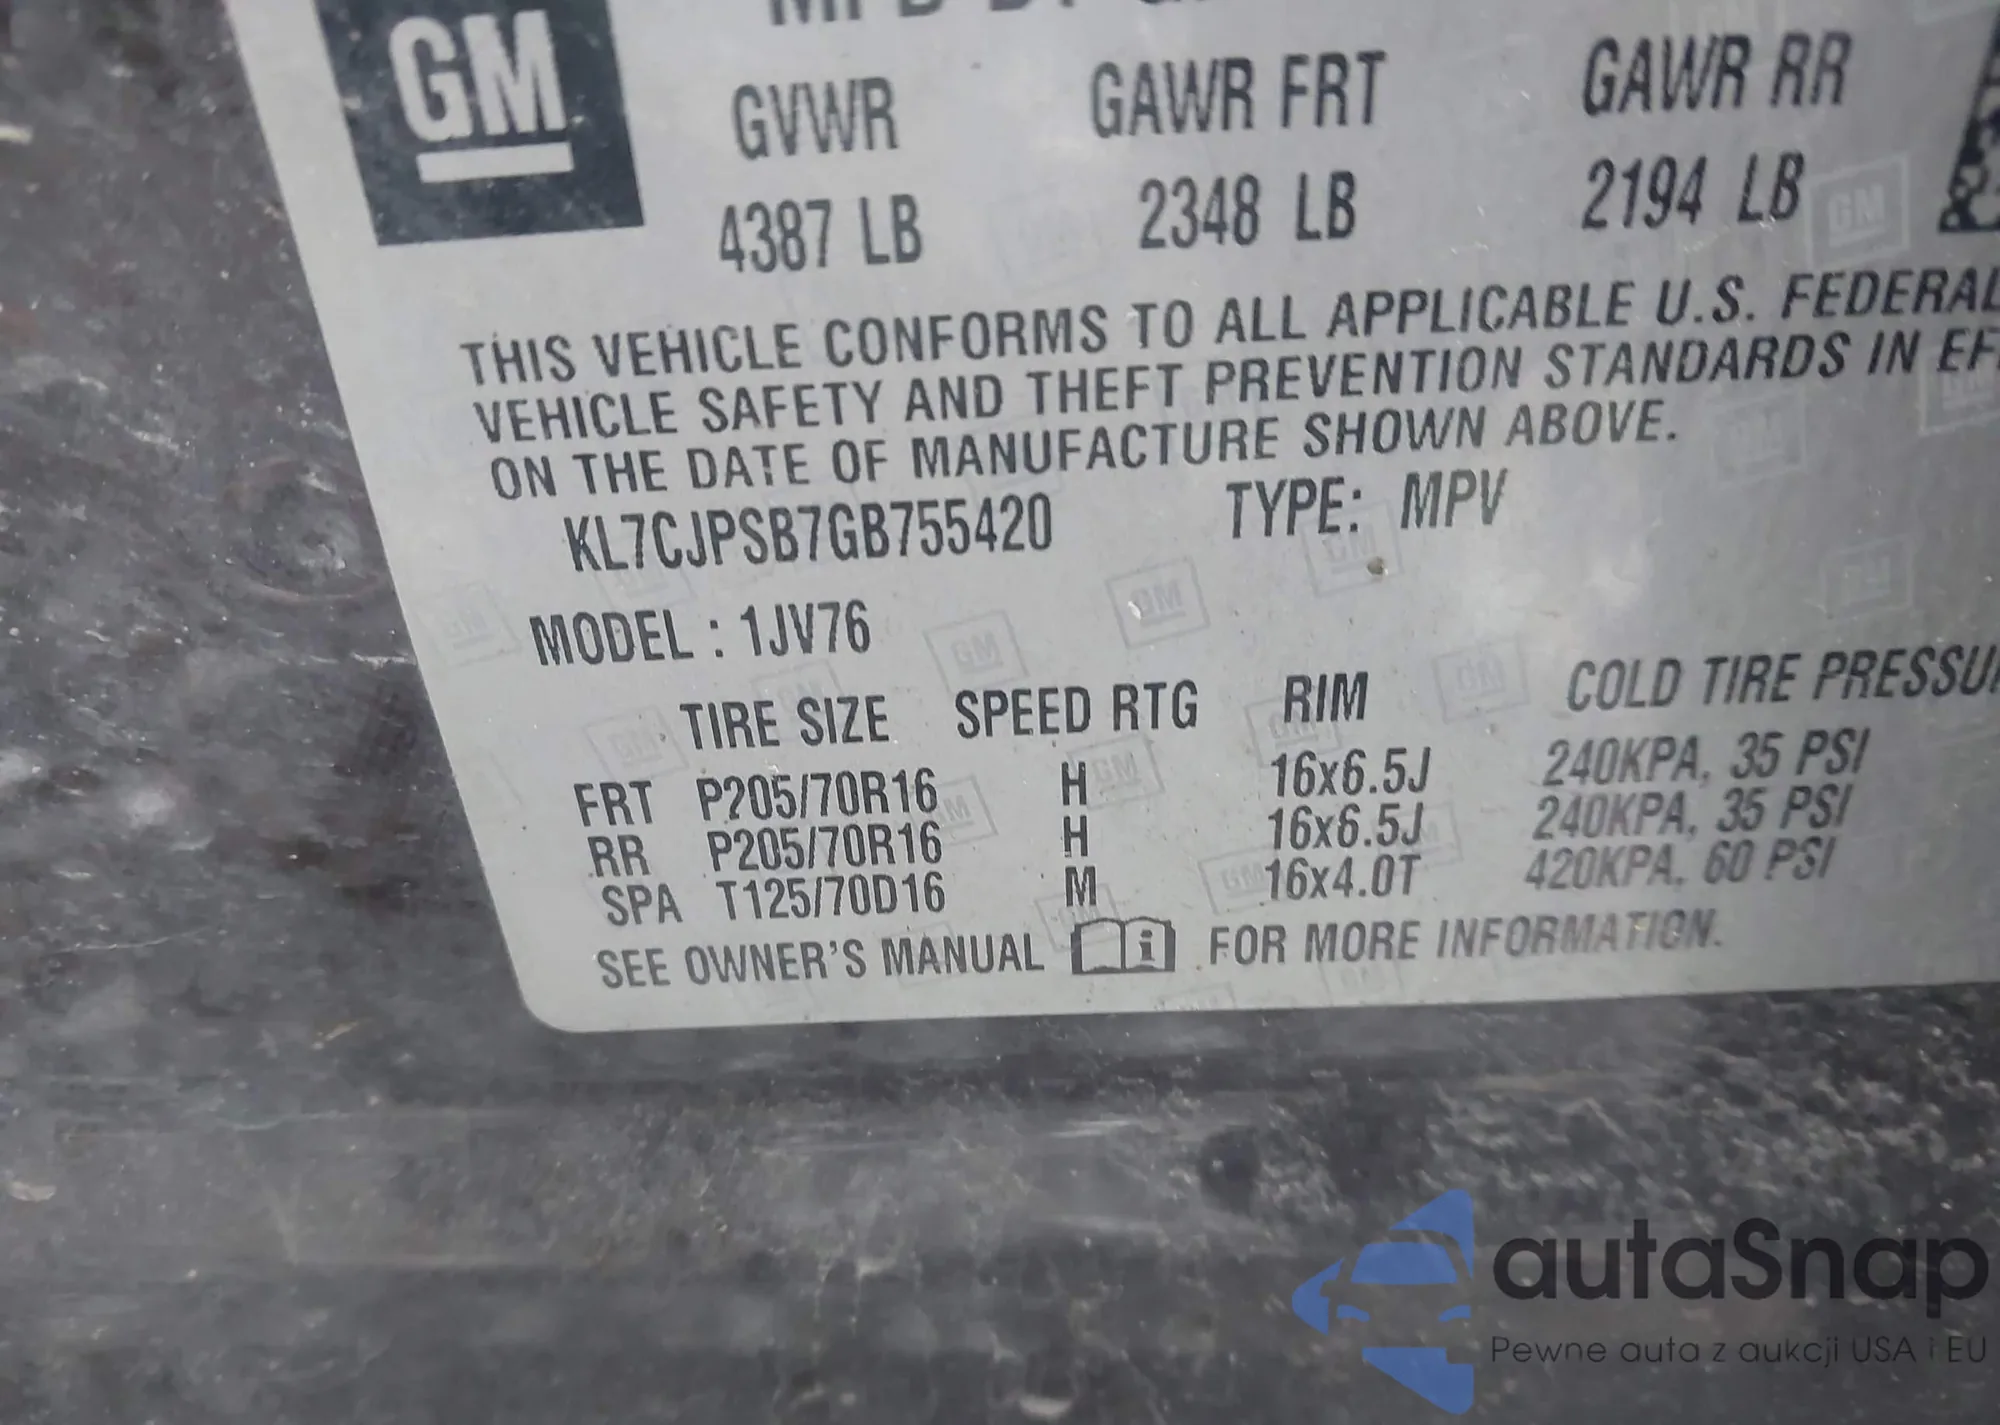 GM
GVWR GAWR FRT GAWR RR
4387 LB 2348 LB 2194 LB
THIS VEHICLE CONFORMS TO ALL APPLICABLE U.S. FEDERAL
VEHICLE SAFETY AND THEFT PREVENTION STANDARDS IN
ON THE DATE OF MANUFACTURE SHOWN ABOVE.
KL7CJPSB7GB755420 TYPE: MPV
MODEL : 1JV76
TIRE SIZE SPEED RTG RIM COLD TIRE
FRT P205/70R16 H 16x6.5J 240KPA, 35 PSI
RR P205/70R16 H 16x6.5J 240KPA, 35 PSI
SPA T125/70D16 M 16x4.0T 420KPA, 60 PSI
SEE OWNER'S MANUAL i FOR MORE INFORMATION.
autaSnap
Pewne auta z aukcji USA i EU